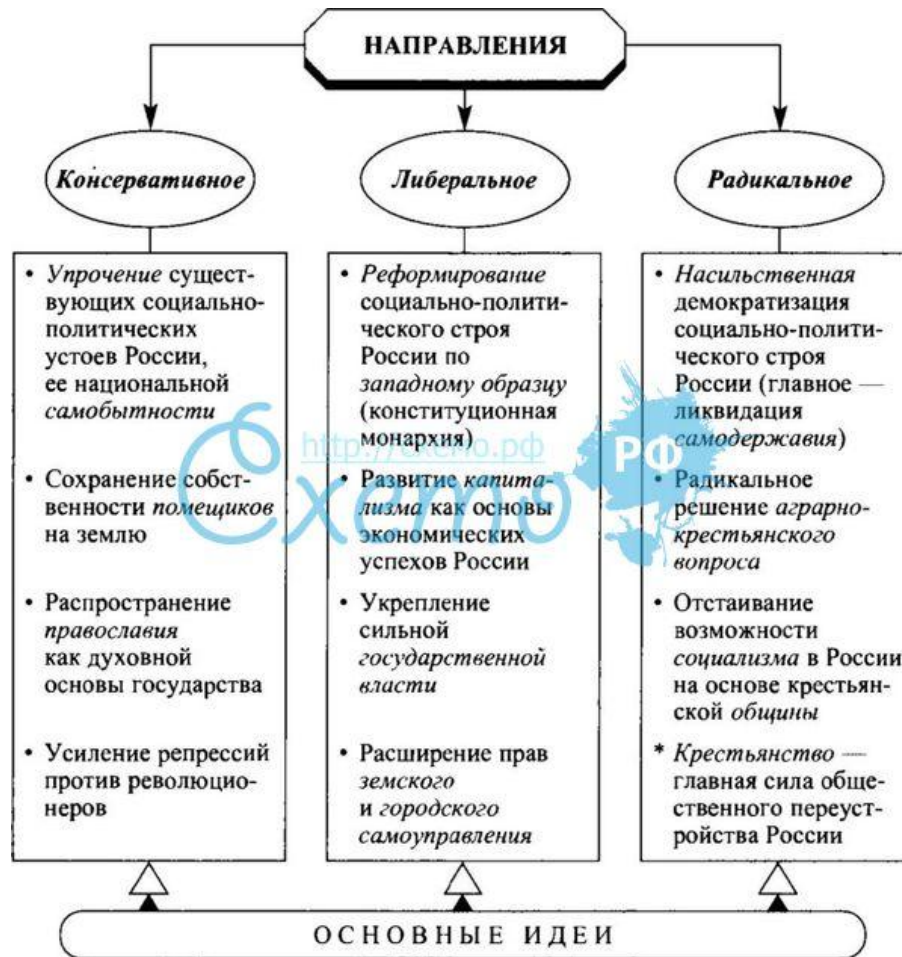 НАПРАВЛЕНИЯ
Консервативное
Либеральное
Радикальное
• Упрочение сущест-
вующих социально-
политических
устоев России,
ее национальной
самобытности
• Сохранение собст-
венности помещиков
на землю
• Распространение
православия
как духовной
основы государства
• Усиление репрессий
против революцио-
неров
• Реформирование
социально-полити-
ческого строя
России по
западному образцу
(конституционная
монархия)
• Развитие капита-
лизма как основы
экономических
успехов России
• Укрепление
сильной
государственной
власти
• Расширение прав
земского
и городского
самоуправления
• Насильственная
демократизация
социально-полити-
ческого строя
России (главное —
ликвидация
самодержавия)
• Радикальное
решение аграрно-
крестьянского
вопроса
• Отстаивание
возможности
социализма в России
на основе крестьян-
ской общины
* Крестьянство —
главная сила обще-
ственного переуст-
ройства России
http://схемо.рф
Схемо
РФ
ОСНОВНЫЕ ИДЕИ